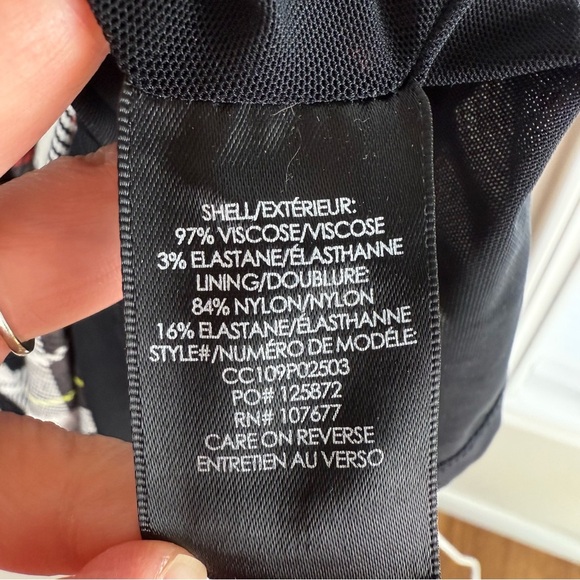 SHELL/EXTÉRIEUR:
97% VISCOSE/VISCOSE
3% ELASTANE/ÉLASTHANNE
LINING/DOUBLURE:
84% NYLON/NYLON
16% ELASTANE/ÉLASTHANNE
STYLE#/NUMÉRO DE MODÉLE:
CC109P02503
PO# 125872
RN# 107677
CARE ON REVERSE
ENTRETIEN AU VERSO